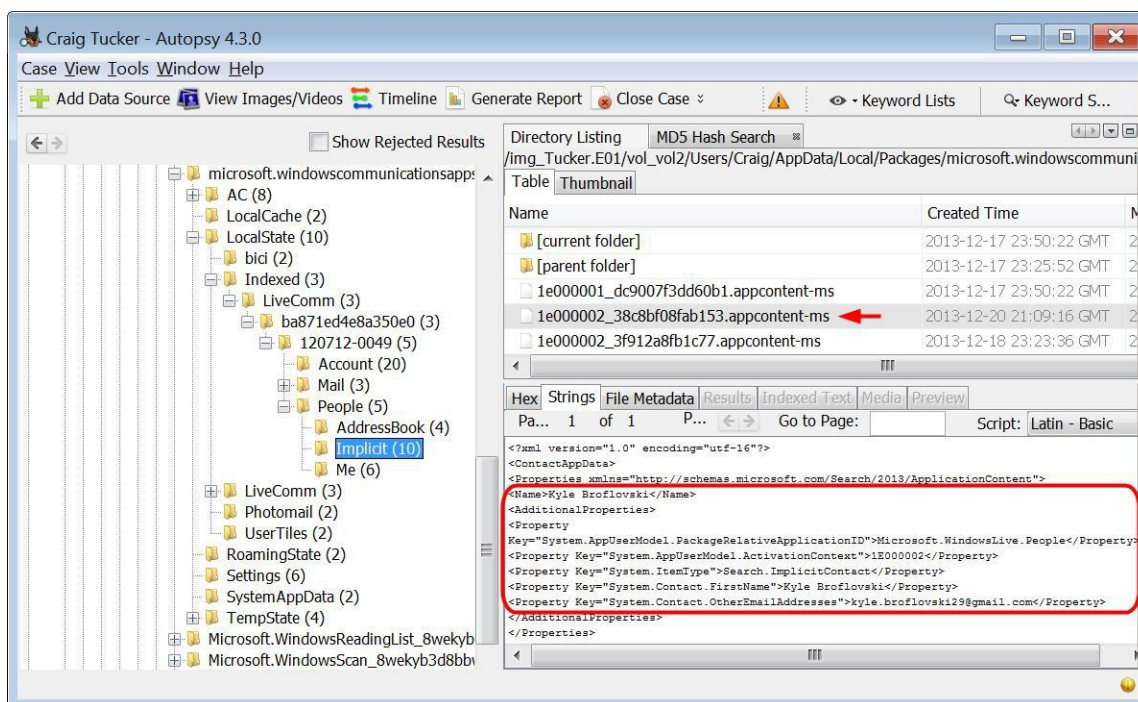 Craig Tucker - Autopsy 4.3.0
Case View Tools Window Help
Add Data Source View Images/Videos Timeline Generate Report Close Case Keyword Lists Keyword S...
Show Rejected Results
microsoft.windowscommunicationsapps
AC (8)
LocalCache (2)
LocalState (10)
bici (2)
Indexed (3)
LiveComm (3)
ba871ed4e8a350e0 (3)
120712-0049 (5)
Account (20)
Mail (3)
People (5)
AddressBook (4)
Implicit (10)
Me (6)
LiveComm (3)
Photomail (2)
UserTiles (2)
RoamingState (2)
Settings (6)
SystemAppData (2)
TempState (4)
Microsoft.WindowsReadingList_8wekyb
Microsoft.WindowsScan_8wekyb3d8bb
Directory Listing MD5 Hash Search
/img_Tucker.E01/vol_vol2/Users/Craig/AppData/Local/Packages/microsoft.windowscommuni
Table Thumbnail
Name Created Time M
[current folder] 2013-12-17 23:50:22 GMT 2
[parent folder] 2013-12-17 23:25:52 GMT 2
1e000001_dc9007f3dd60b1.appcontent-ms 2013-12-17 23:50:22 GMT 2
1e000002_38c8bf08fab153.appcontent-ms 2013-12-20 21:09:16 GMT 2
1e000002_3f912a8fb1c77.appcontent-ms 2013-12-18 23:23:36 GMT 2
Hex Strings File Metadata Results Indexed Text Media Preview
Pa... 1 of 1 P... Go to Page: Script: Latin - Basic
<?xml version="1.0" encoding="utf-16"?>
<ContactAppData>
<Properties xmlns="http://schemas.microsoft.com/Search/2013/ApplicationContent">
<Name>Kyle Broflovski</Name>
<AdditionalProperties>
<Property
Key="System.AppUserModel.PackageRelativeApplicationID">Microsoft.WindowsLive.People</Property>
<Property Key="System.AppUserModel.ActivationContext">1E000002</Property>
<Property Key="System.ItemType">Search.ImplicitContact</Property>
<Property Key="System.Contact.FirstName">Kyle Broflovski</Property>
<Property Key="System.Contact.OtherEmailAddresses">kyle.broflovski29@gmail.com</Property>
</AdditionalProperties>
</Properties>